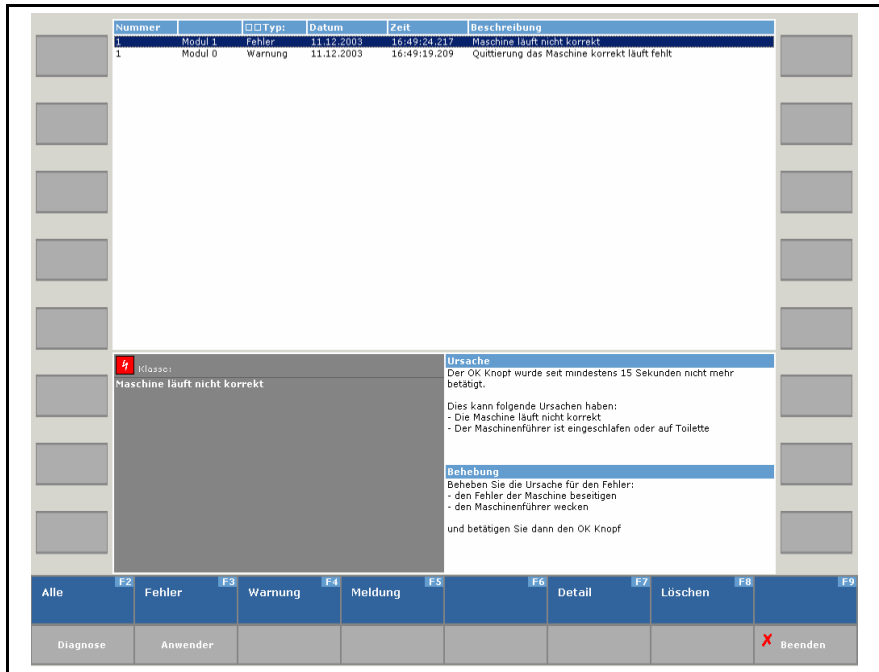 Nummer □□Typ: Datum Zeit Beschreibung
1 Modul 1 Fehler 11.12.2003 16:49:24.217 Maschine läuft nicht korrekt
1 Modul 0 Warnung 11.12.2003 16:49:19.209 Quittierung das Maschine korrekt läuft fehlt
Klasse:
Maschine läuft nicht korrekt
Ursache
Der OK Knopf wurde seit mindestens 15 Sekunden nicht mehr
betätigt.
Dies kann folgende Ursachen haben:
- Die Maschine läuft nicht korrekt
- Der Maschinenführer ist eingeschlafen oder auf Toilette
Behebung
Beheben Sie die Ursache für den Fehler:
- den Fehler der Maschine beseitigen
- den Maschinenführer wecken
und betätigen Sie dann den OK Knopf
F2 F3 F4 F5 F6 F7 F8 F9
Alle Fehler Warnung Meldung Detail Löschen
Diagnose Anwender Beenden